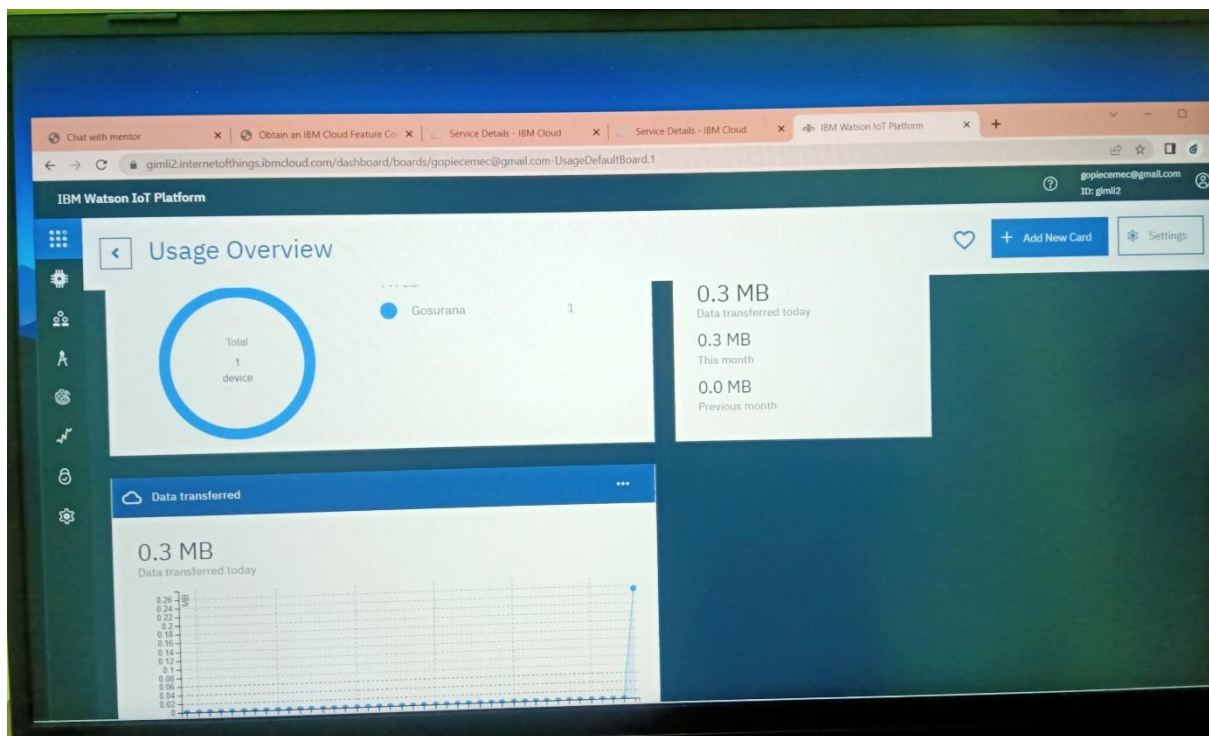 Chat with mentor
Obtain an IBM Cloud Feature Co
Service Details - IBM Cloud
Service Details - IBM Cloud
IBM Watson IoT Platform
gimli2.internetofthings.ibmcloud.com/dashboard/boards/gopiecemec@gmail.com-UsageDefaultBoard.1
IBM Watson IoT Platform
gopiecemec@gmail.com
ID: gimli2
Usage Overview
+ Add New Card
Settings
Total
1
device
Gosurana 1
0.3 MB
Data transferred today
0.3 MB
This month
0.0 MB
Previous month
Data transferred
0.3 MB
Data transferred today
MB
0.26
0.24
0.22
0.2
0.18
0.16
0.14
0.12
0.1
0.08
0.06
0.04
0.02
0